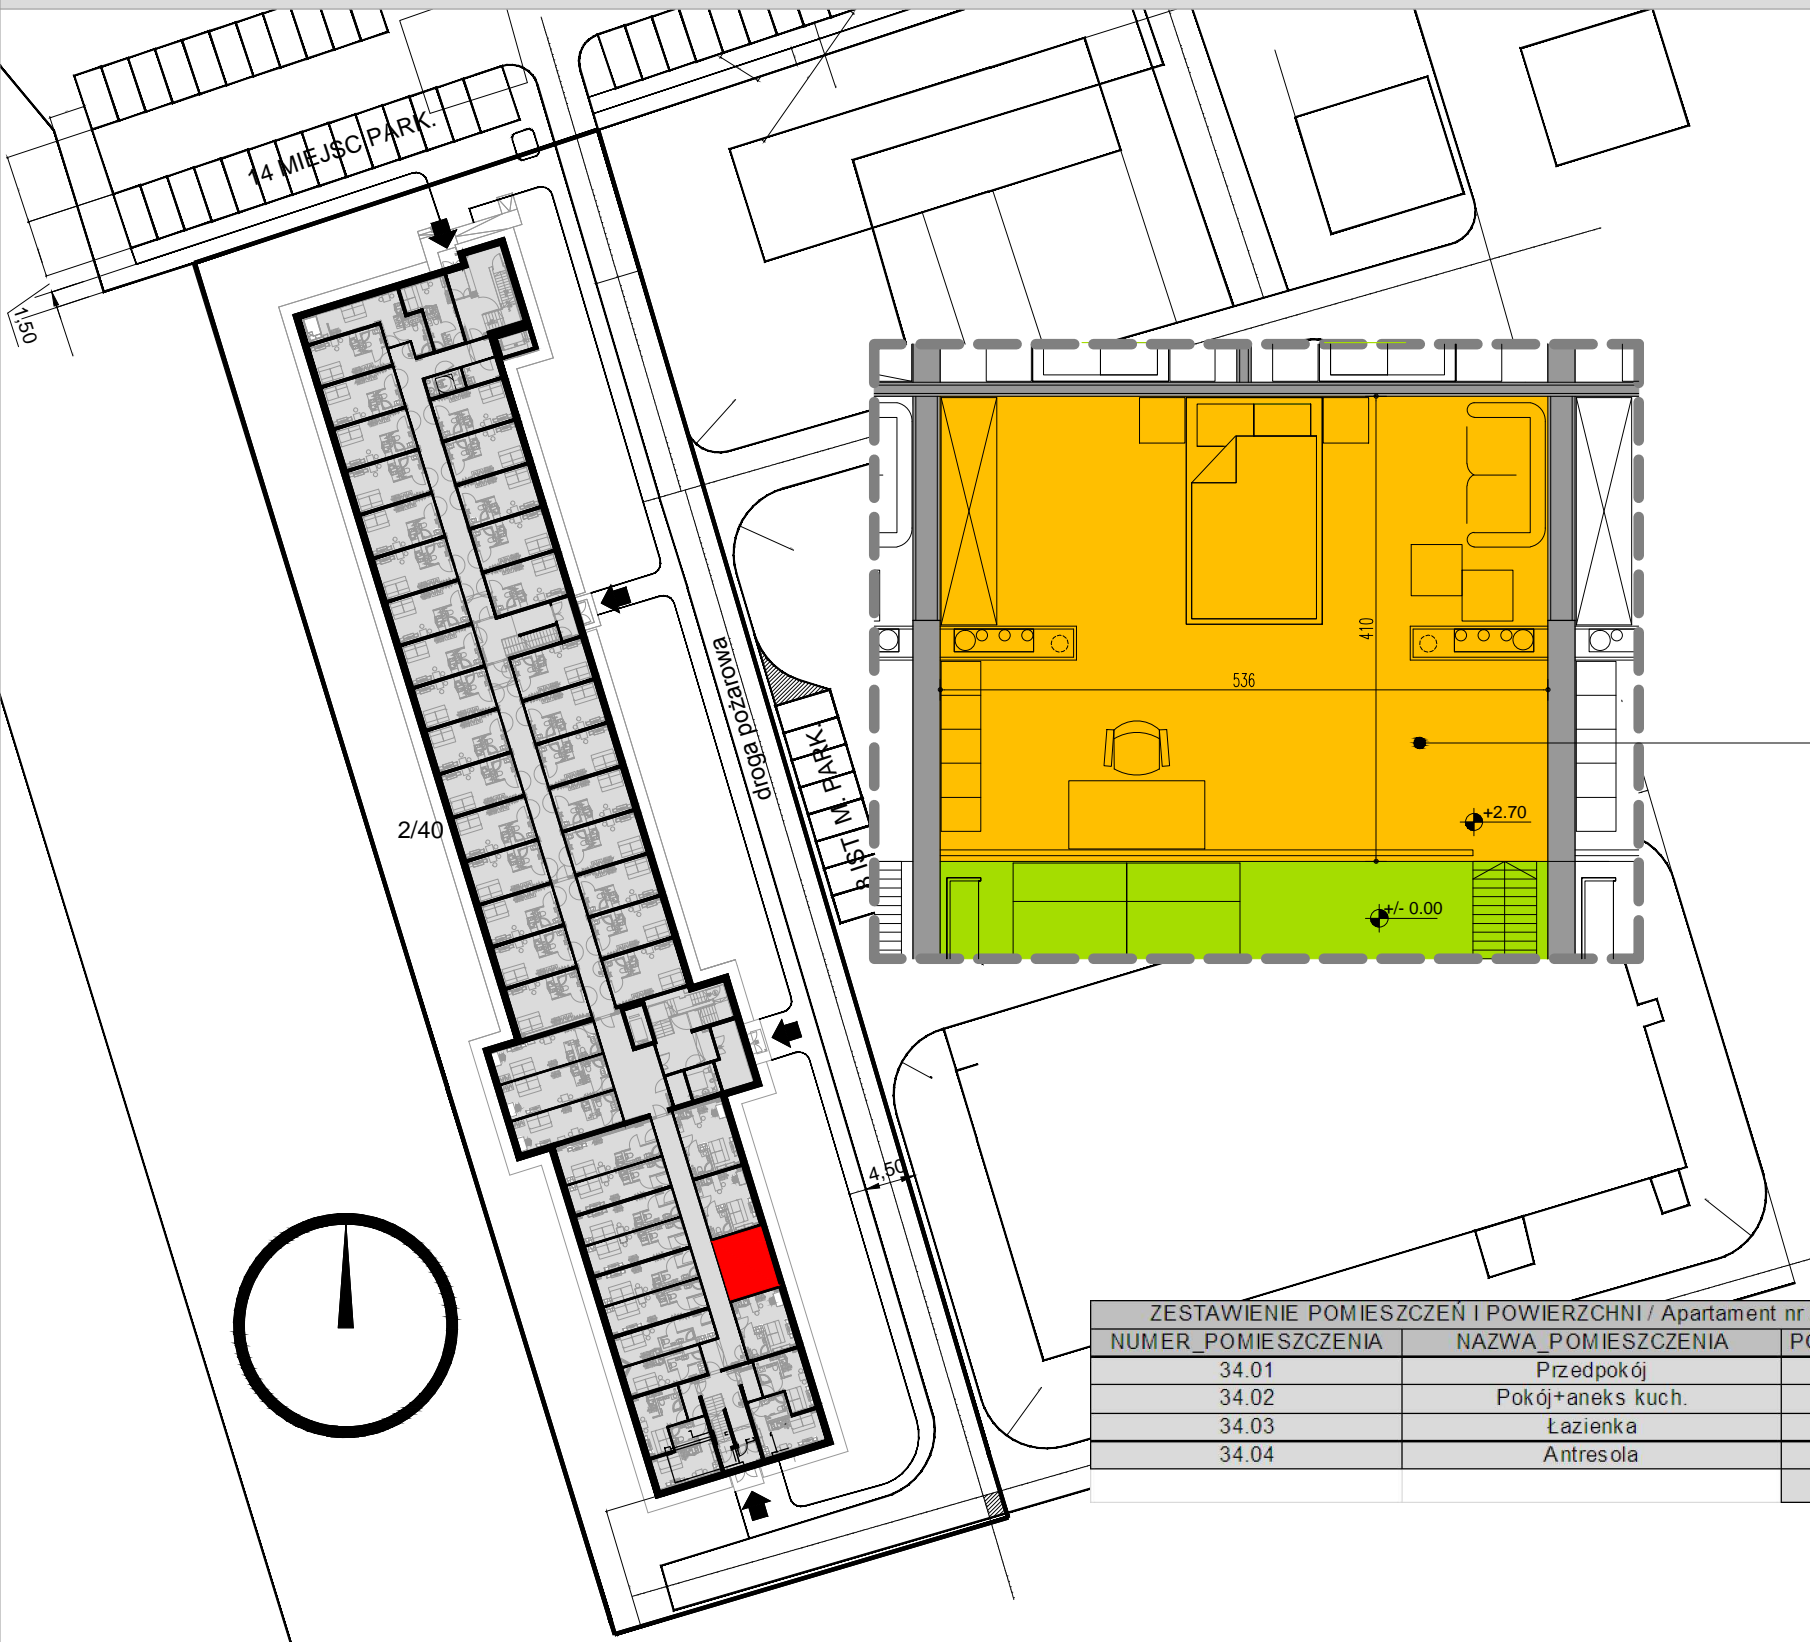 14 MIEJSC PARK.
1,50
droga pożarowa
2/40
8 IST M. PARK.
410
536
+2.70
+/- 0.00
4,50
ZESTAWIENIE POMIESZCZEŃ I POWIERZCHNI / Apartament nr
NUMER_POMIESZCZENIA NAZWA_POMIESZCZENIA PO
34.01 Przedpokój
34.02 Pokój+aneks kuch.
34.03 Łazienka
34.04 Antresola